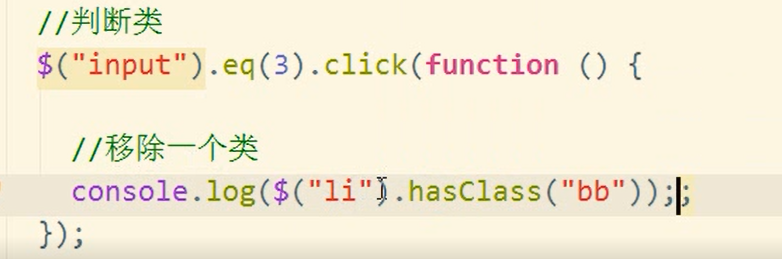 //判断类
$("input").eq(3).click(function () {
//移除一个类
console.log($("li").hasClass("bb"));;
});